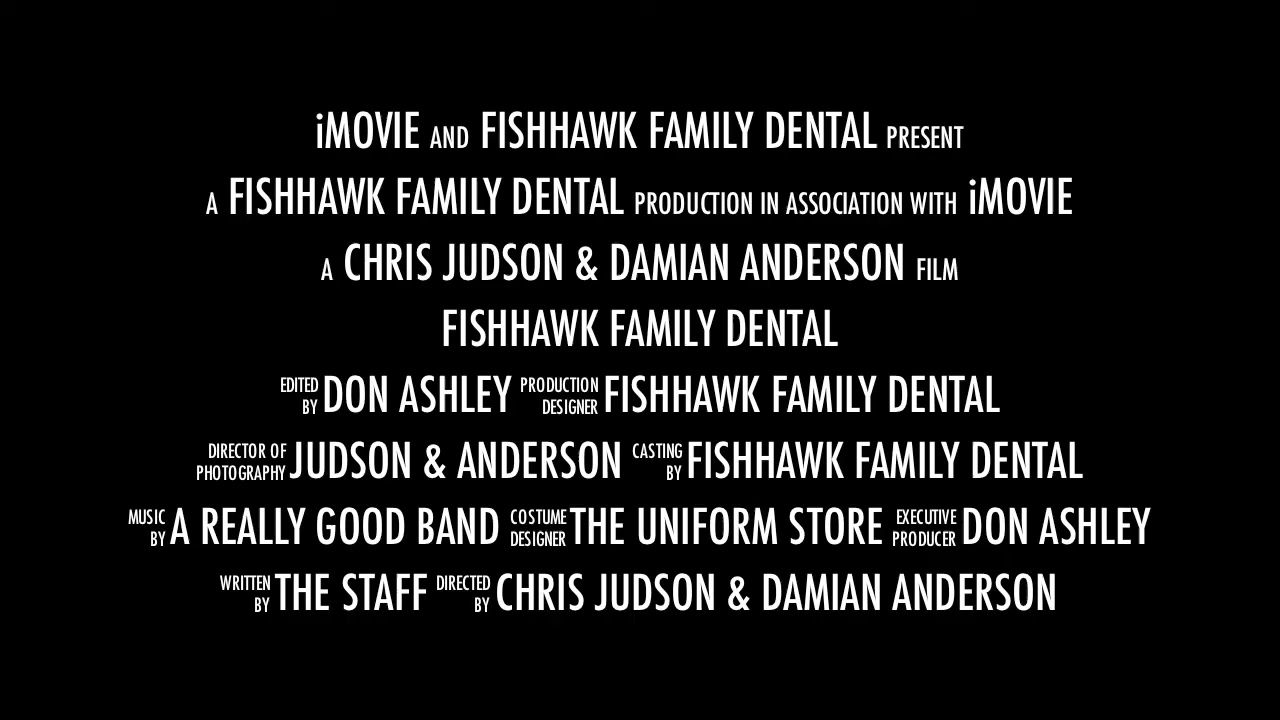 iMOVIE AND FISHHAWK FAMILY DENTAL PRESENT
A FISHHAWK FAMILY DENTAL PRODUCTION IN ASSOCIATION WITH iMOVIE
A CHRIS JUDSON & DAMIAN ANDERSON FILM
FISHHAWK FAMILY DENTAL
EDITED BY DON ASHLEY PRODUCTION DESIGNER FISHHAWK FAMILY DENTAL
DIRECTOR OF PHOTOGRAPHY JUDSON & ANDERSON CASTING BY FISHHAWK FAMILY DENTAL
MUSIC BY A REALLY GOOD BAND COSTUME DESIGNER THE UNIFORM STORE EXECUTIVE PRODUCER DON ASHLEY
WRITTEN BY THE STAFF DIRECTED BY CHRIS JUDSON & DAMIAN ANDERSON